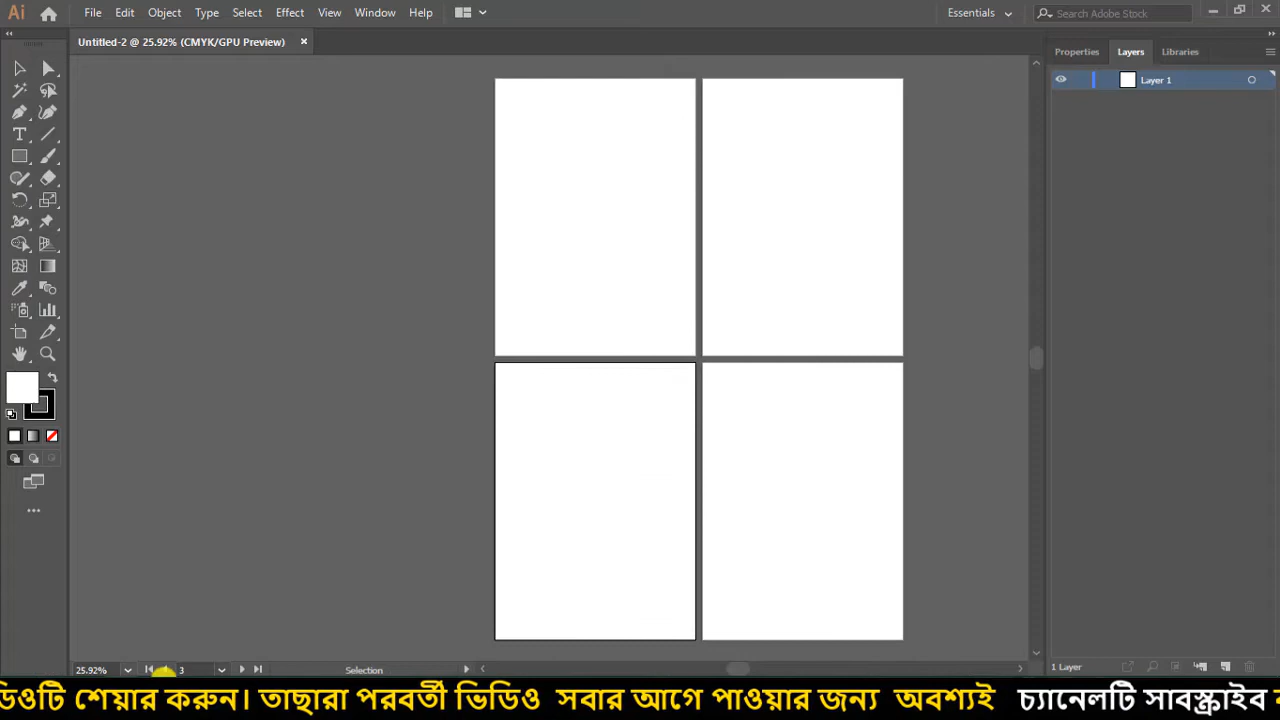 File Edit Object Type Select Effect View Window Help Essentials Search Adobe Stock
Untitled-2 @ 25.92% (CMYK/GPU Preview) ×
Properties Layers Libraries
Layer 1
25.92% 3 Selection 1 Layer
ডিওটি শেয়ার করুন। তাছারা পরবর্তী ভিডিও সবার আগে পাওয়ার জন্য অবশ্যই চ্যানেলটি সাবস্ক্রাইব